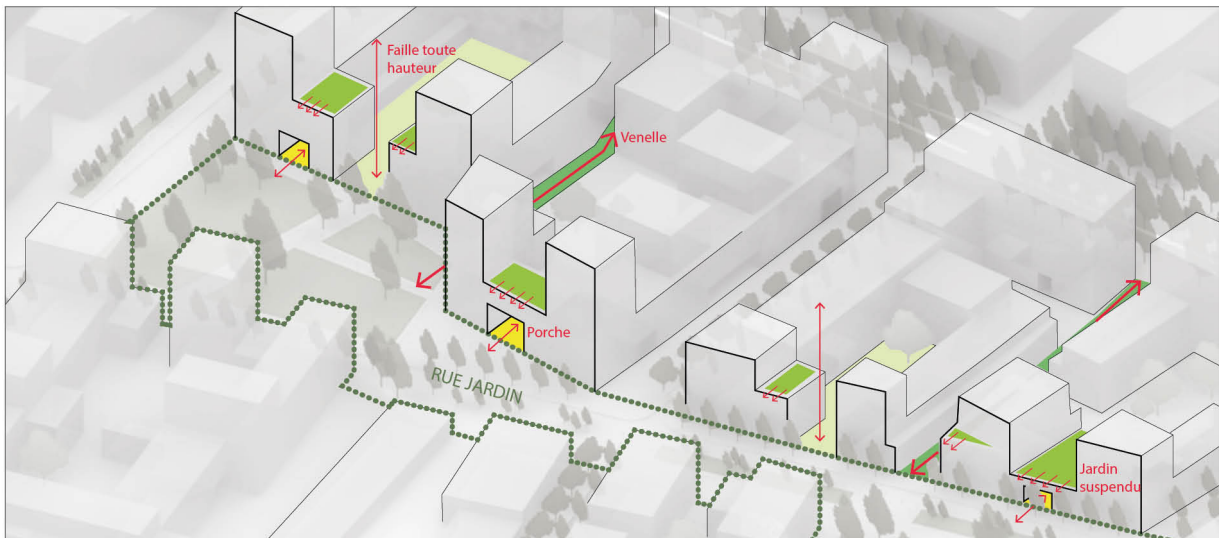 Faille toute
hauteur
Venelle
Porche
RUE JARDIN
Jardin
suspendu